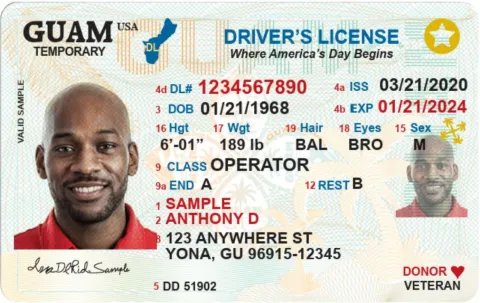 GUAM USA
TEMPORARY
DL
DRIVER'S LICENSE
Where America's Day Begins
VALID SAMPLE
4d DL# 1234567890
4a ISS 03/21/2020
3 DOB 01/21/1968
4b EXP 01/21/2024
16 Hgt 17 Wgt 19 Hair 18 Eyes 15 Sex
6'-01" 189 lb BAL BRO M
9 CLASS OPERATOR
9a END A 12 REST B
1 SAMPLE
2 ANTHONY D
8 123 ANYWHERE ST
YONA, GU 96915-12345
5 DD 51902
DONOR
VETERAN